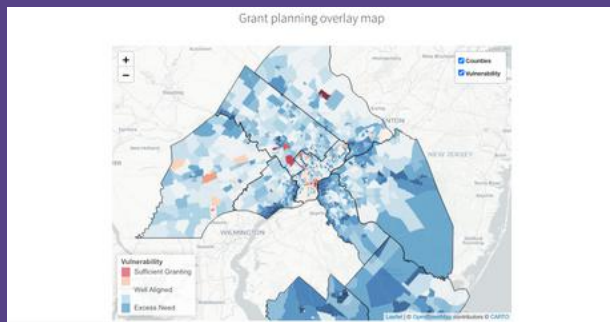 Grant planning overlay map
+
−
Counties
Vulnerability
NEW JERSEY
WILMINGTON
Vulnerability
Sufficient Granting
Well Aligned
Excess Need
Leaflet | © OpenStreetMap contributors © CARTO